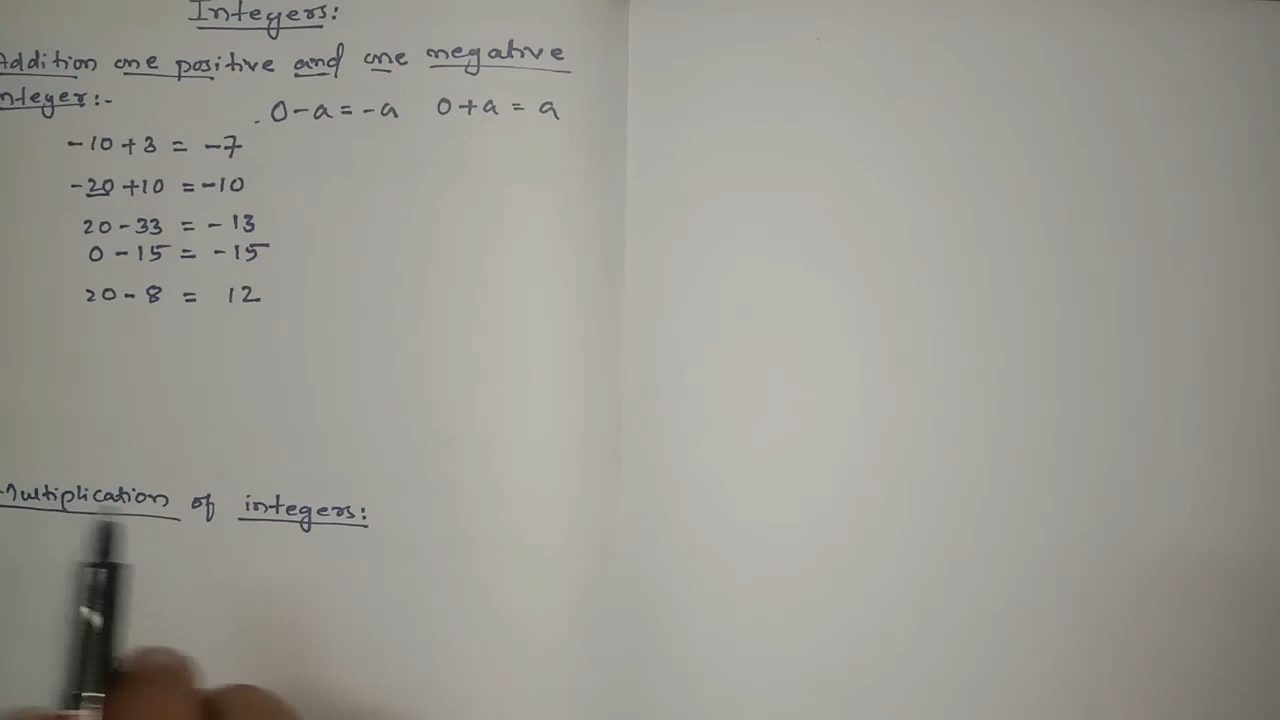 Integers:
Addition one positive and one negative
nteger:-
0-a=-a 0+a=a
-10+3=-7
-20+10=-10
20-33=-13
0-15=-15
20-8=12
Multiplication of integers: